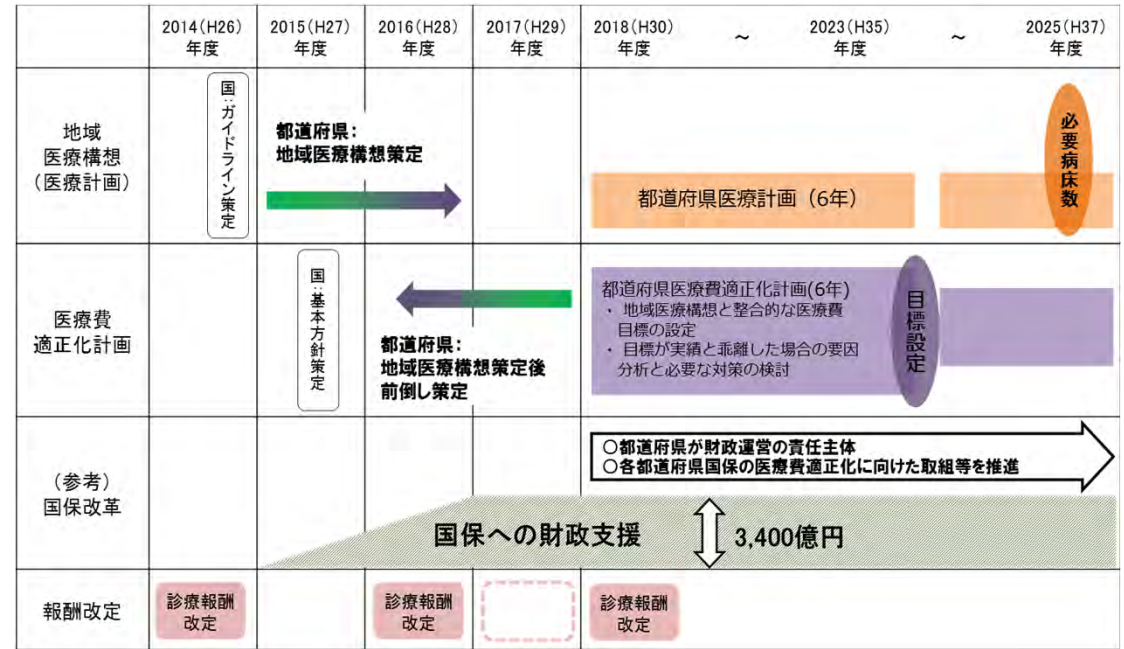 2014(H26)
年度
2015(H27)
年度
2016(H28)
年度
2017(H29)
年度
2018(H30)
年度
～
2023(H35)
年度
～
2025(H37)
年度
地域
医療構想
(医療計画)
国：ガイドライン策定
都道府県：
地域医療構想策定
都道府県医療計画（6年）
必要病床数
医療費
適正化計画
国：基本方針策定
都道府県：
地域医療構想策定後
前倒し策定
都道府県医療費適正化計画(6年)
・ 地域医療構想と整合的な医療費
目標の設定
・ 目標が実績と乖離した場合の要因
分析と必要な対策の検討
目標設定
(参考)
国保改革
○都道府県が財政運営の責任主体
○各都道府県国保の医療費適正化に向けた取組等を推進
国保への財政支援
3,400億円
報酬改定
診療報酬
改定
診療報酬
改定
診療報酬
改定